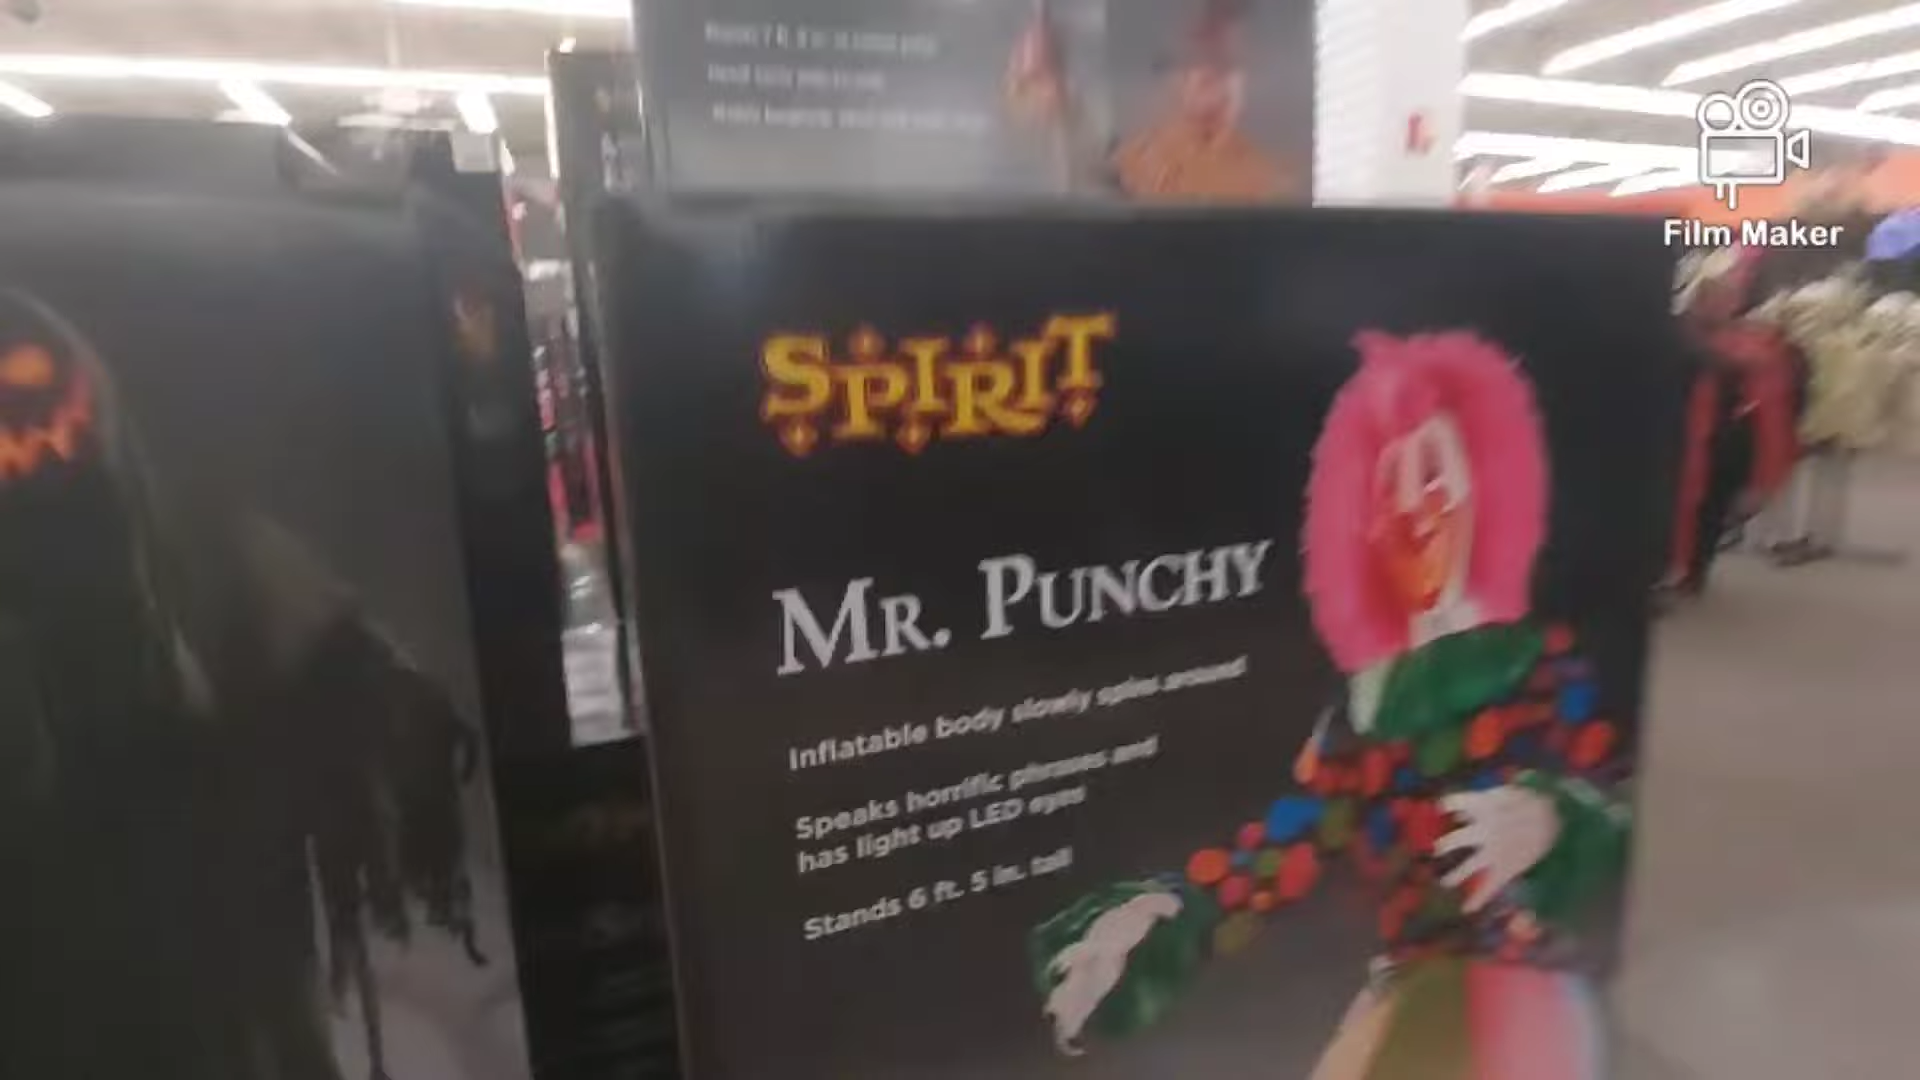 Film Maker
SPIRIT
MR. PUNCHY
Inflatable body slowly spins around
Speaks horrific phrases and
has light up LED eyes
Stands 6 ft. 5 in. tall